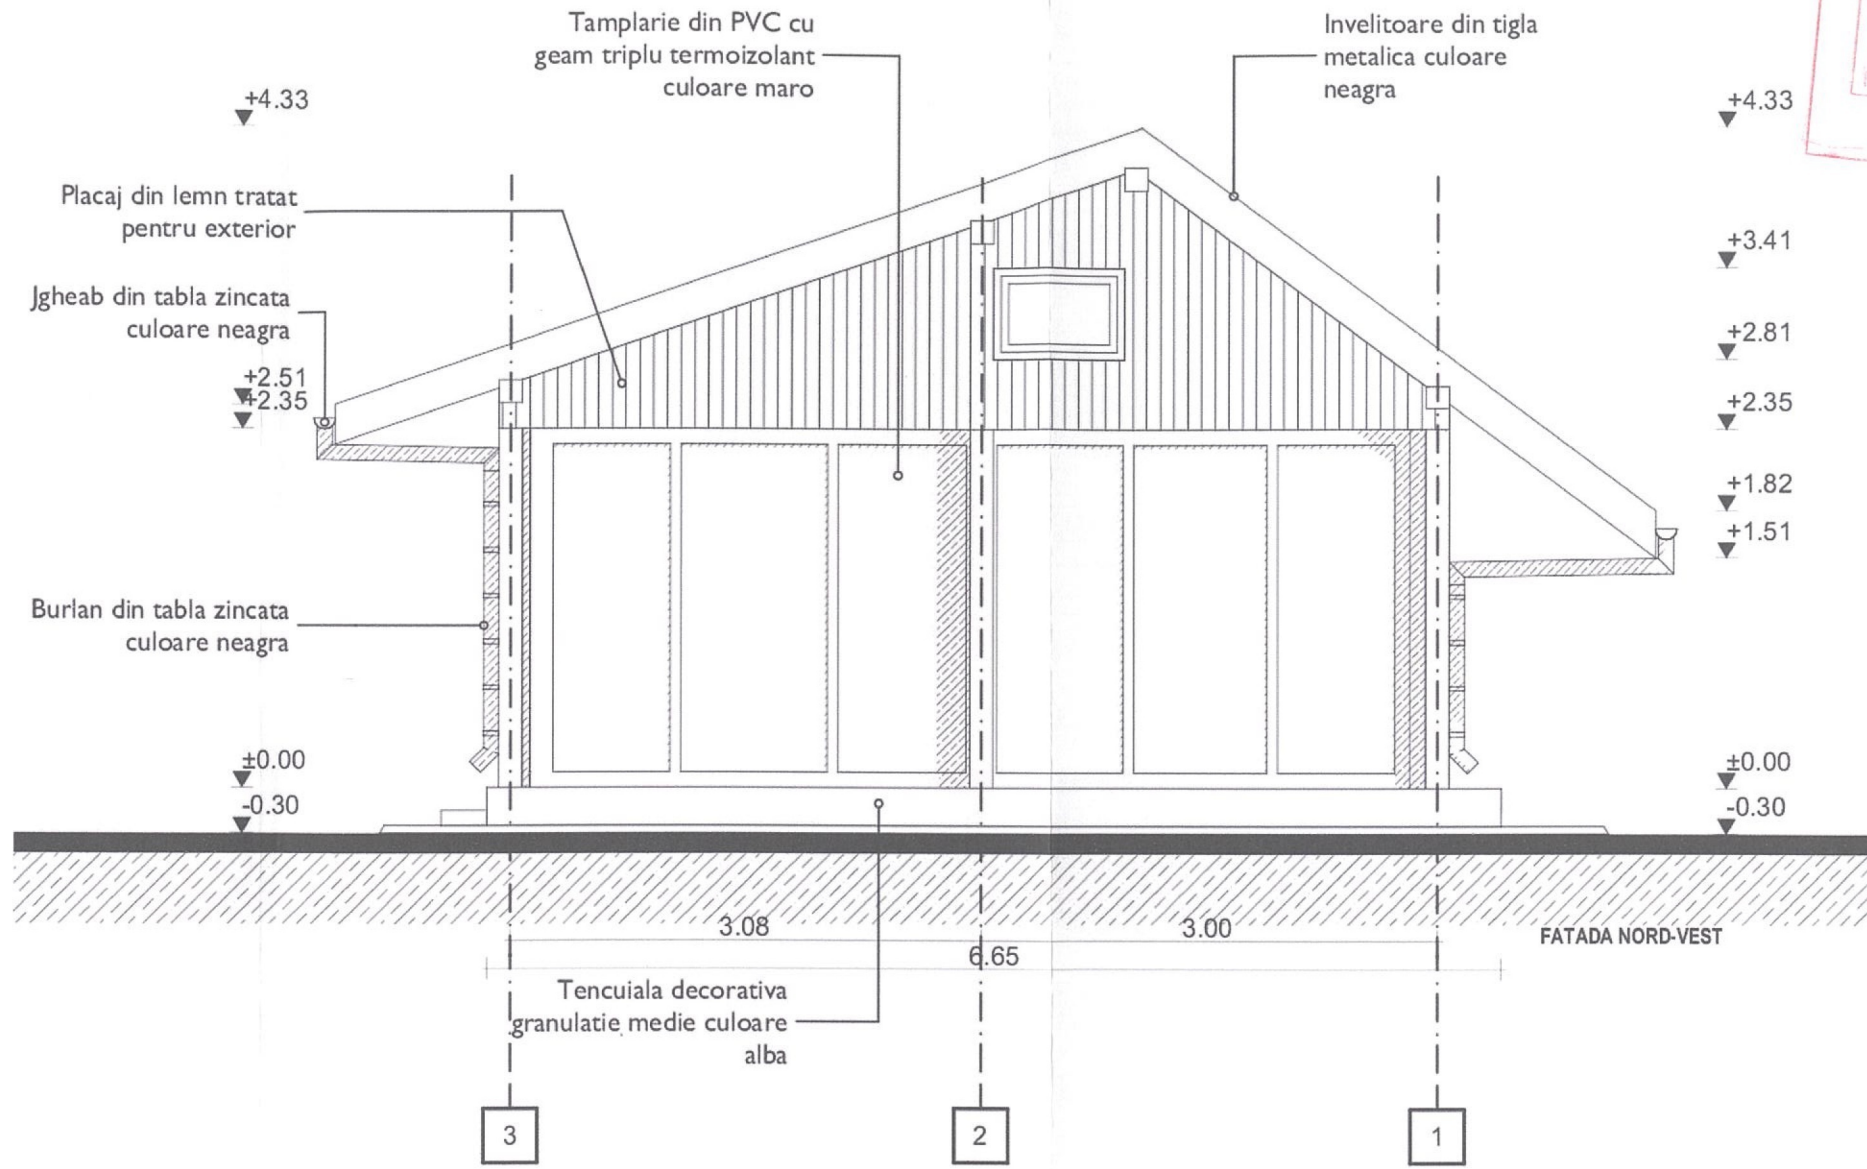 Tamplarie din PVC cu
geam triplu termoizolant
culoare maro
Invelitoare din tigla
metalica culoare
neagra
+4.33
+4.33
Placaj din lemn tratat
pentru exterior
+3.41
Jgheab din tabla zincata
culoare neagra
+2.81
+2.51
+2.35
+2.35
+1.82
+1.51
Burlan din tabla zincata
culoare neagra
±0.00
±0.00
-0.30
-0.30
3.08
3.00
FATADA NORD-VEST
6.65
Tencuiala decorativa
granulatie medie culoare
alba
3
2
1